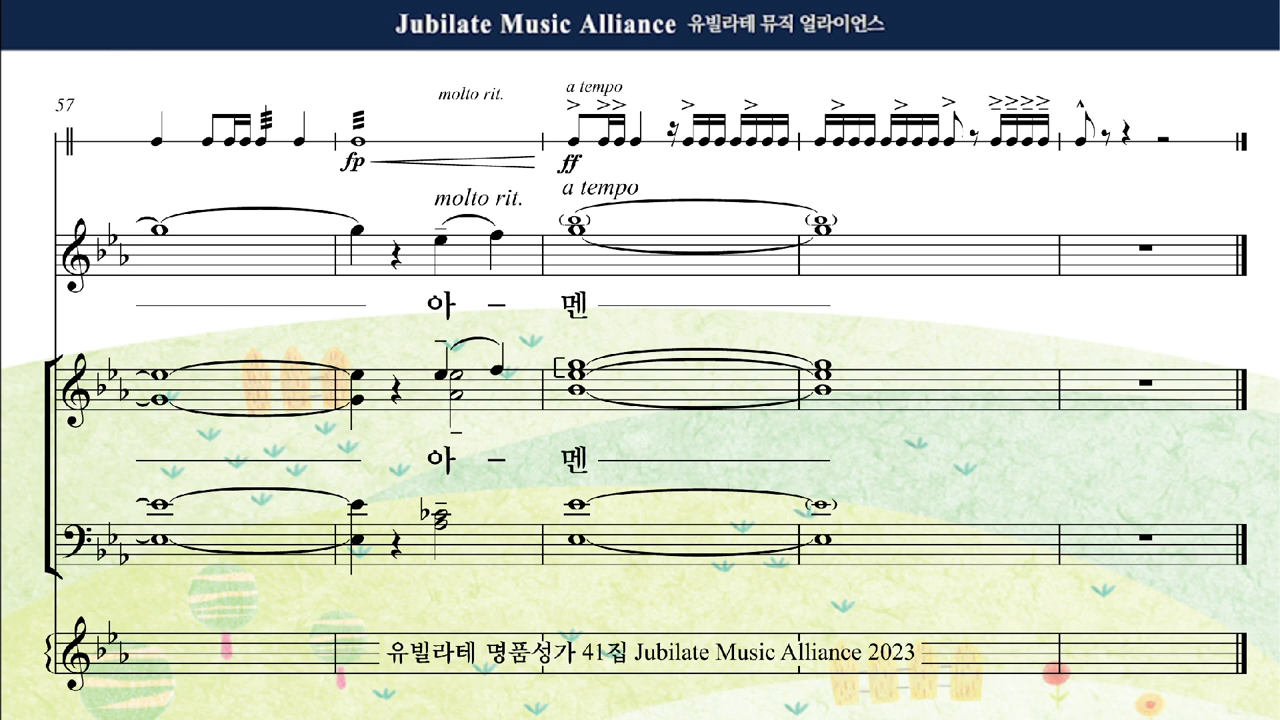 Jubilate Music Alliance 유빌라테 뮤직 얼라이언스
57
molto rit.
a tempo
fp
ff
molto rit.
a tempo
아 – 멘
아 – 멘
유빌라테 명품성가 41집 Jubilate Music Alliance 2023